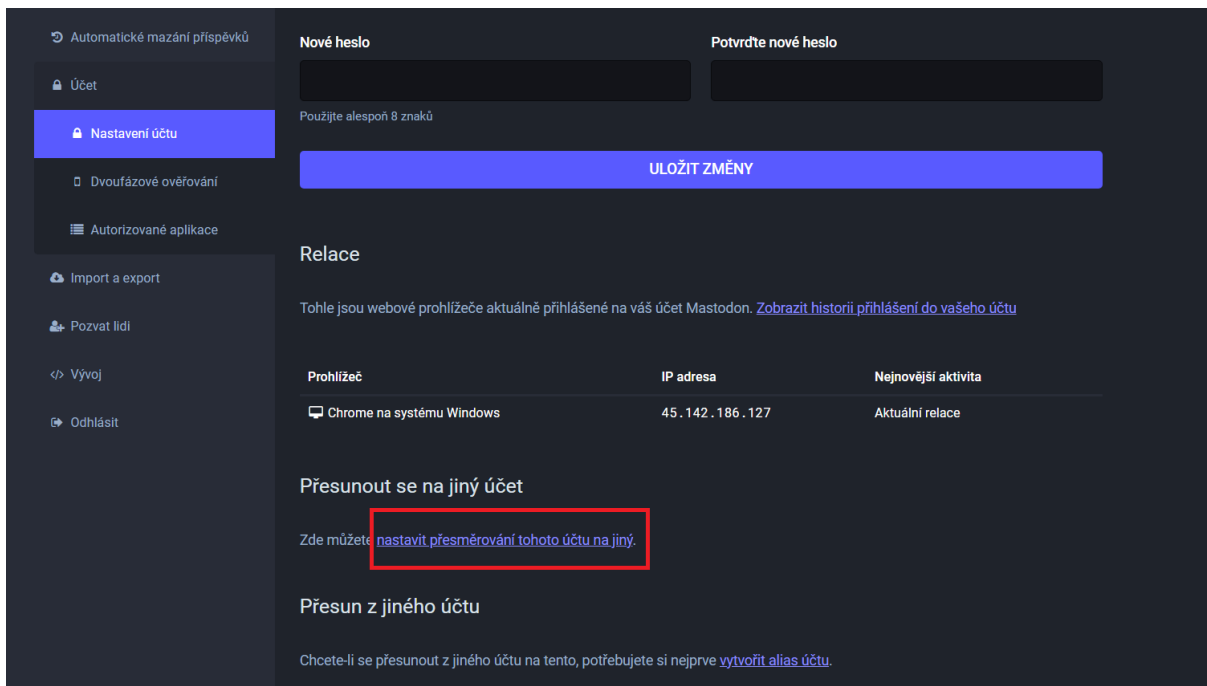 Automatické mazání příspěvků
Účet
Nastavení účtu
Dvoufázové ověřování
Autorizované aplikace
Import a export
Pozvat lidi
Vývoj
Odhlásit
Nové heslo
Potvrďte nové heslo
Použijte alespoň 8 znaků
ULOŽIT ZMĚNY
Relace
Tohle jsou webové prohlížeče aktuálně přihlášené na váš účet Mastodon. Zobrazit historii přihlášení do vašeho účtu
Prohlížeč IP adresa Nejnovější aktivita
Chrome na systému Windows 45.142.186.127 Aktuální relace
Přesunout se na jiný účet
Zde můžete nastavit přesměrování tohoto účtu na jiný.
Přesun z jiného účtu
Chcete-li se přesunout z jiného účtu na tento, potřebujete si nejprve vytvořit alias účtu.